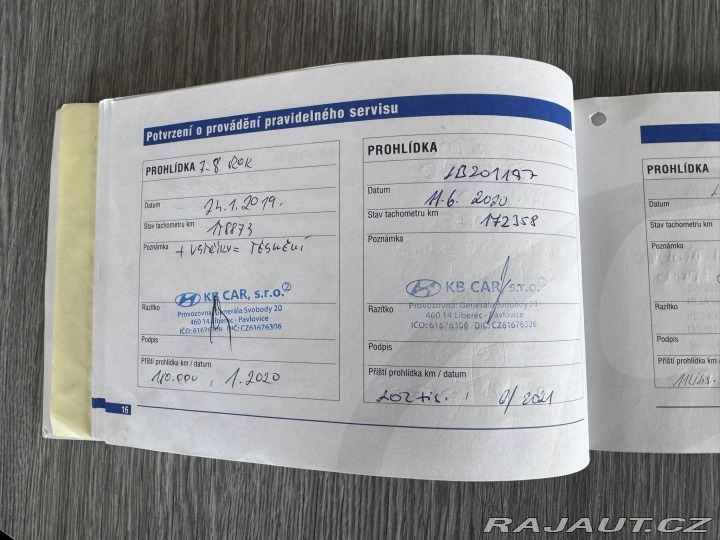 Potvrzení o provádění pravidelného servisu
PROHLÍDKA 7-8 ROK
Datum
24.1.2019.
Stav tachometru km
Poznámka
TĚSNĚNÍ
KB CAR, s.r.o. 2
Provozovna: Generála Svobody 20
460 14 Liberec - Pavlovice
IČO: 61676306 DIČ: CZ61676306
Razítko
Podpis
Příští prohlídka km / datum
1.2020
16
PROHLÍDKA
Datum
11.6. 2020
Stav tachometru km
172358
Poznámka
KB CAR, s.r.o.
Provozovna: Generála Svobody 20
460 14 Liberec - Pavlovice
IČO: 61676306 DIČ: CZ61676306
Razítko
Podpis
Příští prohlídka km / datum
202 tis. 6/2021
PROHLÍDKA
Datum
Stav tachometru km
Poznámka
Razítko
Podpis
Příští prohlídka km
RAJAUT.CZ